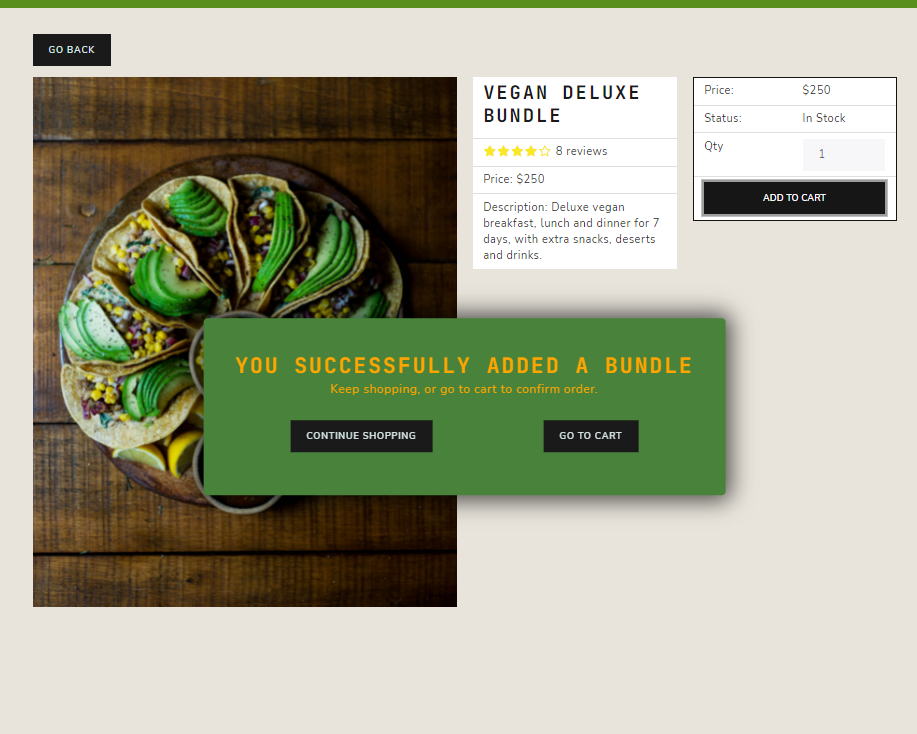 GO BACK
VEGAN DELUXE
BUNDLE
8 reviews
Price: $250
Description: Deluxe vegan
breakfast, lunch and dinner for 7
days, with extra snacks, deserts
and drinks.
Price: $250
Status: In Stock
Qty 1
ADD TO CART
YOU SUCCESSFULLY ADDED A BUNDLE
Keep shopping, or go to cart to confirm order.
CONTINUE SHOPPING GO TO CART